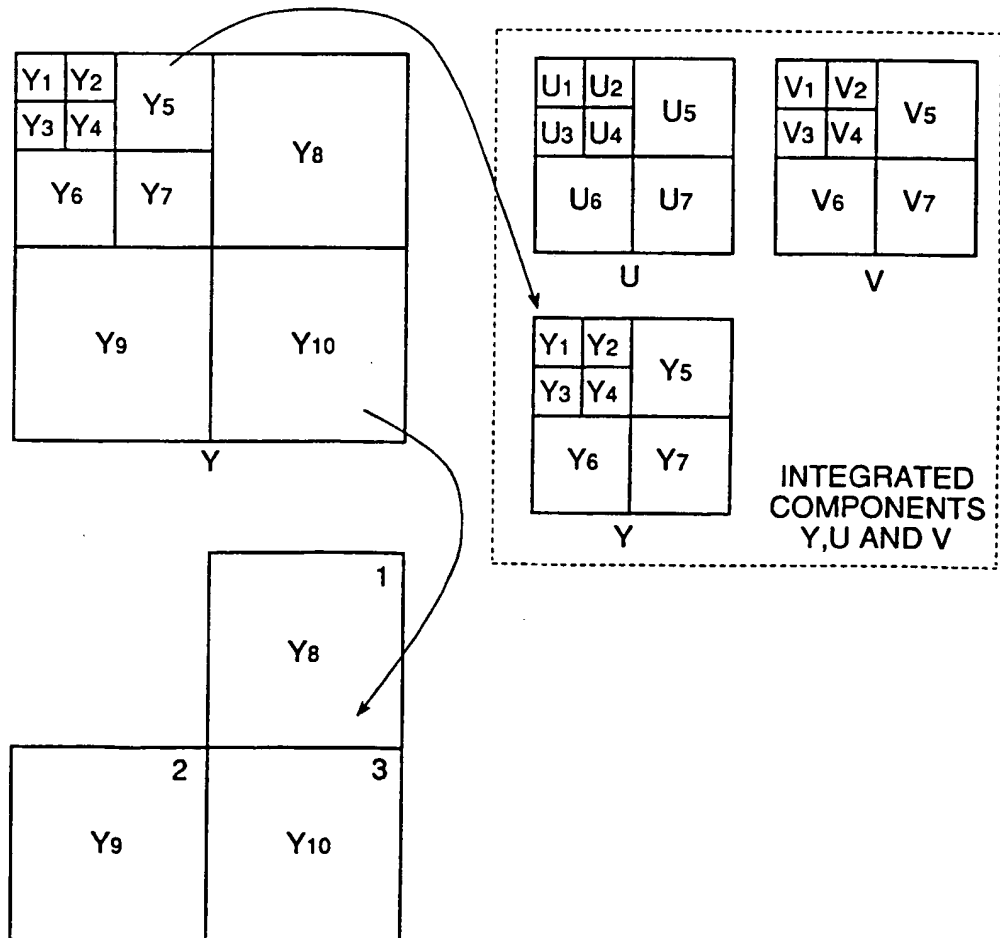 Y1 Y2
Y3 Y4
Y5
Y6 Y7
Y8
Y9 Y10
Y
U1 U2
U3 U4
U5
U6 U7
U
V1 V2
V3 V4
V5
V6 V7
V
Y1 Y2
Y3 Y4
Y5
Y6 Y7
Y
INTEGRATED
COMPONENTS
Y,U AND V
1
Y8
2
Y9
3
Y10